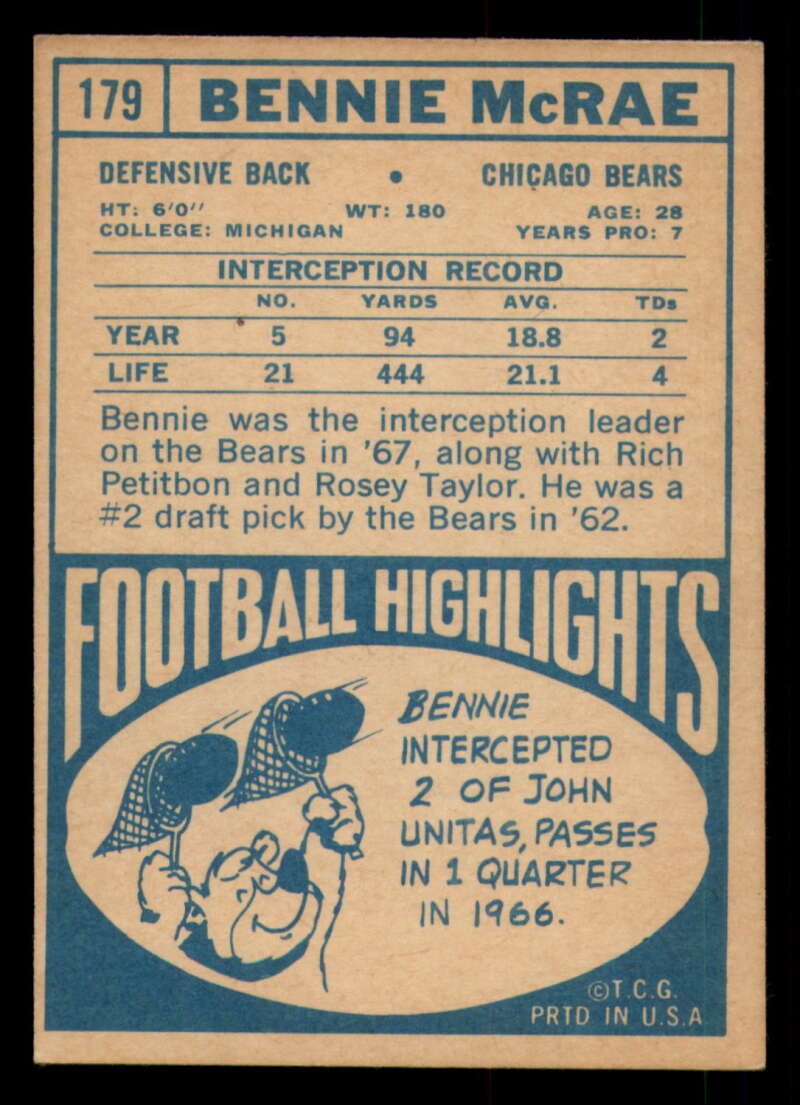 179 BENNIE McRAE
DEFENSIVE BACK • CHICAGO BEARS
HT: 6'0'' WT: 180 AGE: 28
COLLEGE: MICHIGAN YEARS PRO: 7
INTERCEPTION RECORD
NO. YARDS AVG. TDs
YEAR 5 94 18.8 2
LIFE 21 444 21.1 4
Bennie was the interception leader
on the Bears in '67, along with Rich
Petitbon and Rosey Taylor. He was a
#2 draft pick by the Bears in '62.
FOOTBALL HIGHLIGHTS
BENNIE
INTERCEPTED
2 OF JOHN
UNITAS, PASSES
IN 1 QUARTER
IN 1966.
©T.C.G.
PRTD IN U.S.A